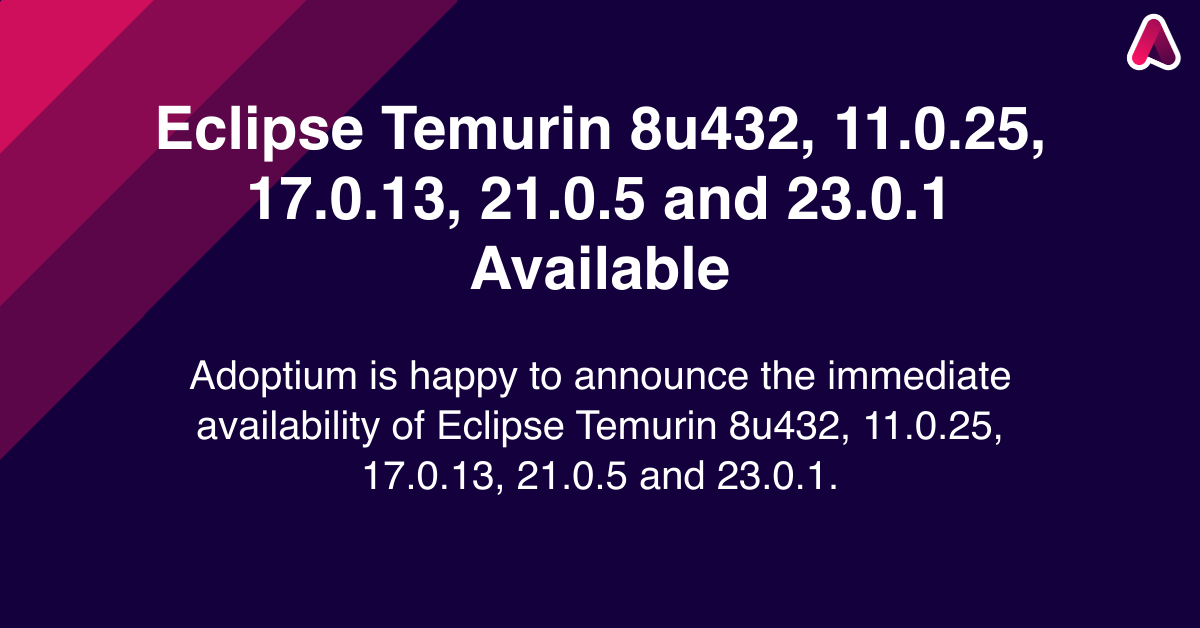 Eclipse Temurin 8u432, 11.0.25,
17.0.13, 21.0.5 and 23.0.1
Available
Adoptium is happy to announce the immediate
availability of Eclipse Temurin 8u432, 11.0.25,
17.0.13, 21.0.5 and 23.0.1.